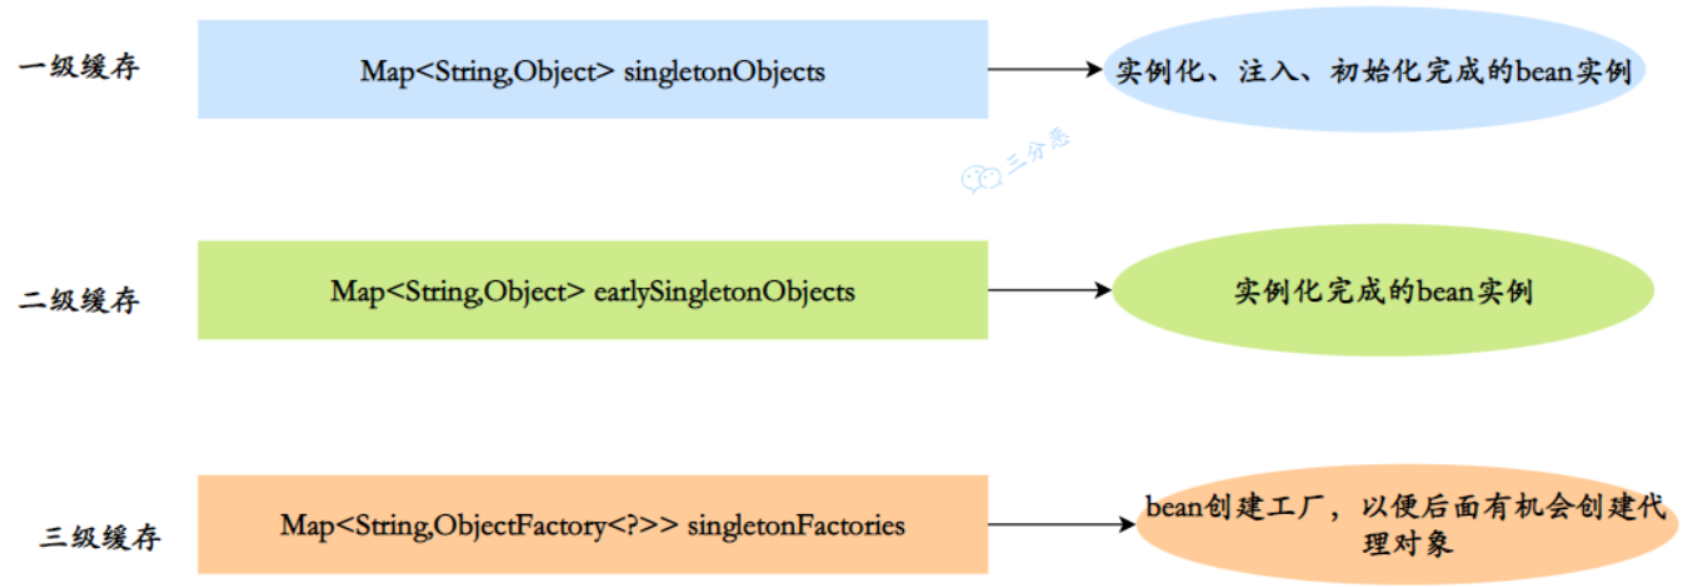 一级缓存
Map<String,Object> singletonObjects
实例化、注入、初始化完成的bean实例
三分恶
二级缓存
Map<String,Object> earlySingletonObjects
实例化完成的bean实例
三级缓存
Map<String,ObjectFactory<?>> singletonFactories
bean创建工厂，以便后面有机会创建代
理对象